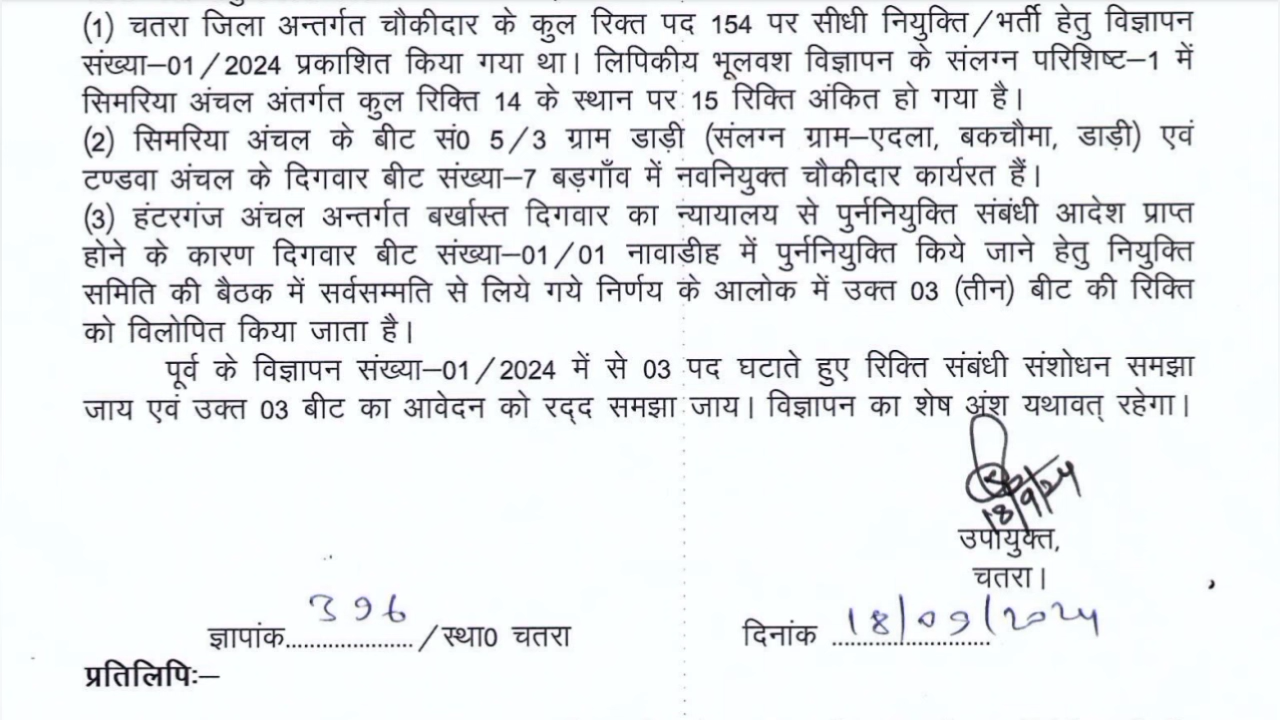 (1) चतरा जिला अन्तर्गत चौकीदार के कुल रिक्त पद 154 पर सीधी नियुक्ति/भर्ती हेतु विज्ञापन
संख्या–01/2024 प्रकाशित किया गया था। लिपिकीय भूलवश विज्ञापन के संलग्न परिशिष्ट–1 में
सिमरिया अंचल अंतर्गत कुल रिक्ति 14 के स्थान पर 15 रिक्ति अंकित हो गया है।
(2) सिमरिया अंचल के बीट सं0 5/3 ग्राम डाड़ी (संलग्न ग्राम–एदला, बकचौमा, डाड़ी) एवं
टण्डवा अंचल के दिगवार बीट संख्या–7 बड़गाँव में नवनियुक्त चौकीदार कार्यरत हैं।
(3) हंटरगंज अंचल अन्तर्गत बर्खास्त दिगवार का न्यायालय से पुर्ननियुक्ति संबंधी आदेश प्राप्त
होने के कारण दिगवार बीट संख्या–01/01 नावाडीह में पुर्ननियुक्ति किये जाने हेतु नियुक्ति
समिति की बैठक में सर्वसम्मति से लिये गये निर्णय के आलोक में उक्त 03 (तीन) बीट की रिक्ति
को विलोपित किया जाता है।
पूर्व के विज्ञापन संख्या–01/2024 में से 03 पद घटाते हुए रिक्ति संबंधी संशोधन समझा
जाय एवं उक्त 03 बीट का आवेदन को रद्द समझा जाय। विज्ञापन का शेष अंश यथावत् रहेगा।
18/9/24
उपायुक्त,
चतरा।
ज्ञापांक.....396...../स्था0 चतरा दिनांक 18/09/2024
प्रतिलिपिः–